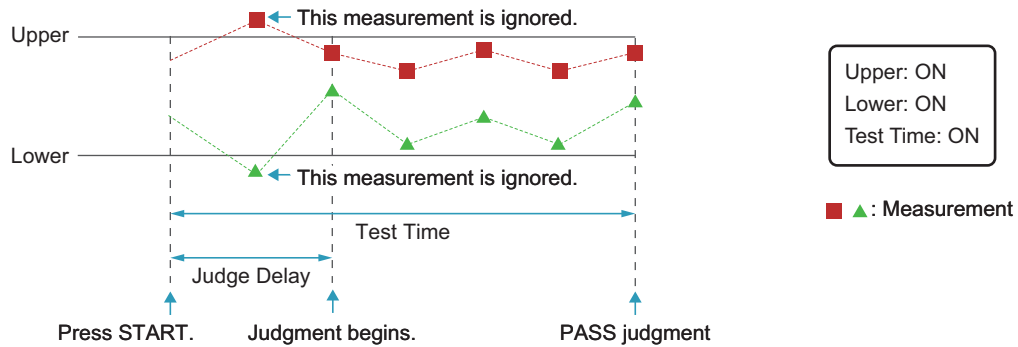 This measurement is ignored.
Upper
Upper: ON
Lower: ON
Test Time: ON
Lower
This measurement is ignored.
: Measurement
Test Time
Judge Delay
Press START.
Judgment begins.
PASS judgment